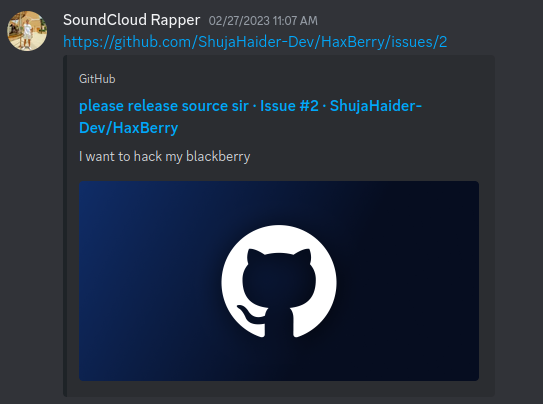 SoundCloud Rapper 02/27/2023 11:07 AM
https://github.com/ShujaHaider-Dev/HaxBerry/issues/2
GitHub
please release source sir · Issue #2 · ShujaHaider-
Dev/HaxBerry
I want to hack my blackberry